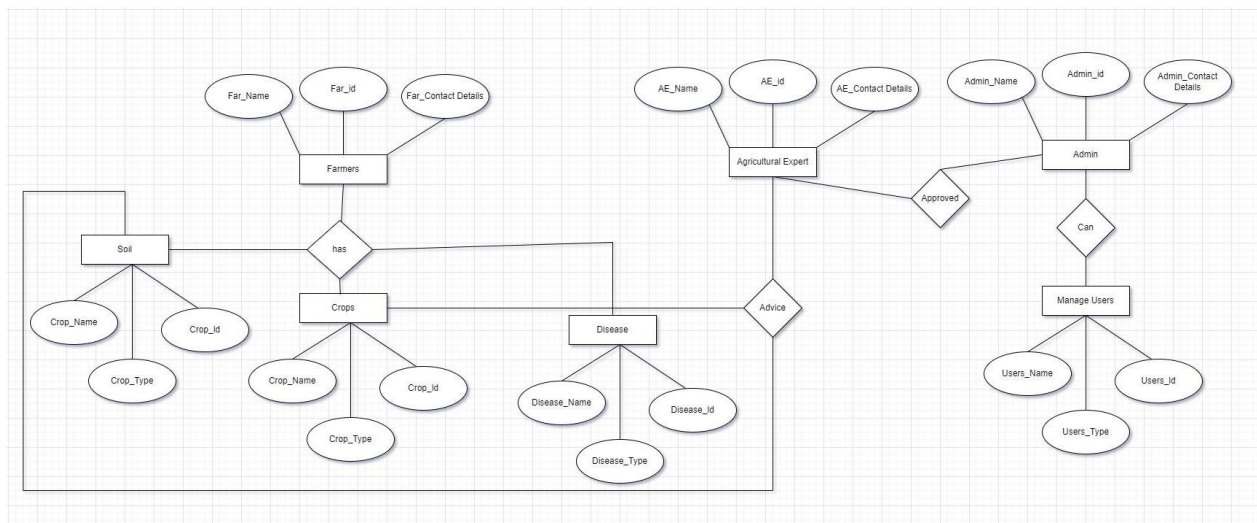 Far_Name
Far_id
Far_Contact Details
AE_Name
AE_id
AE_Contact Details
Admin_Name
Admin_id
Admin_Contact
Details
Farmers
Agricultural Expert
Admin
Approved
Soil
has
Can
Crops
Advice
Manage Users
Disease
Crop_Name
Crop_Id
Crop_Type
Crop_Name
Crop_Id
Crop_Type
Disease_Name
Disease_Id
Disease_Type
Users_Name
Users_Id
Users_Type